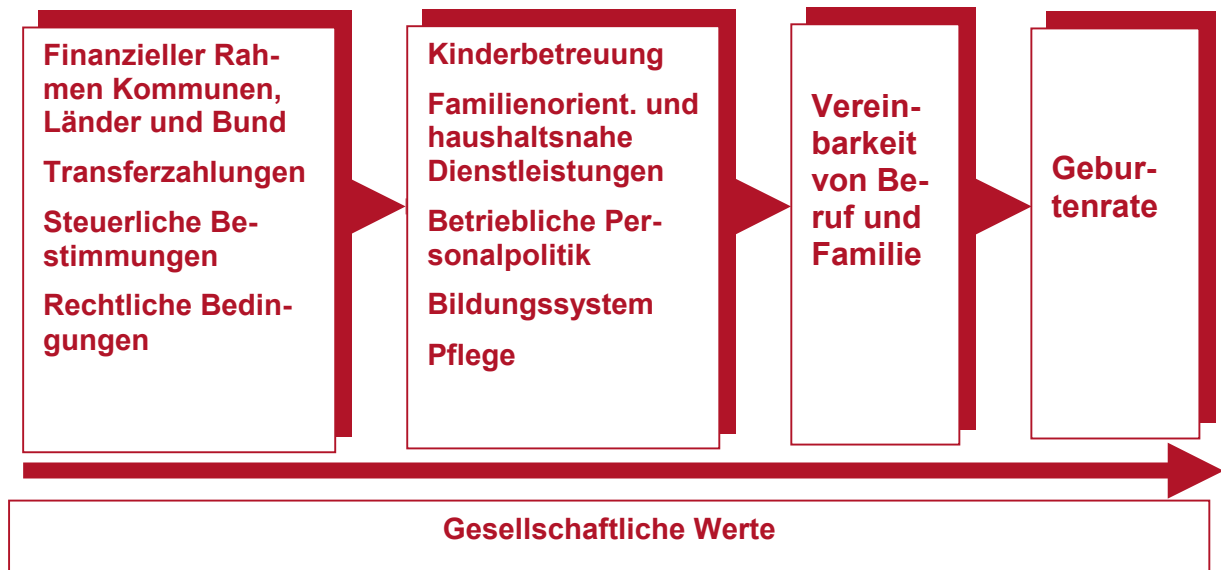 Finanzieller Rah-
men Kommunen,
Länder und Bund
Transferzahlungen
Steuerliche Be-
stimmungen
Rechtliche Bedin-
gungen
Kinderbetreuung
Familienorient. und
haushaltsnahe
Dienstleistungen
Betriebliche Per-
sonalpolitik
Bildungssystem
Pflege
Verein-
barkeit
von Be-
ruf und
Familie
Gebur-
tenrate
Gesellschaftliche Werte